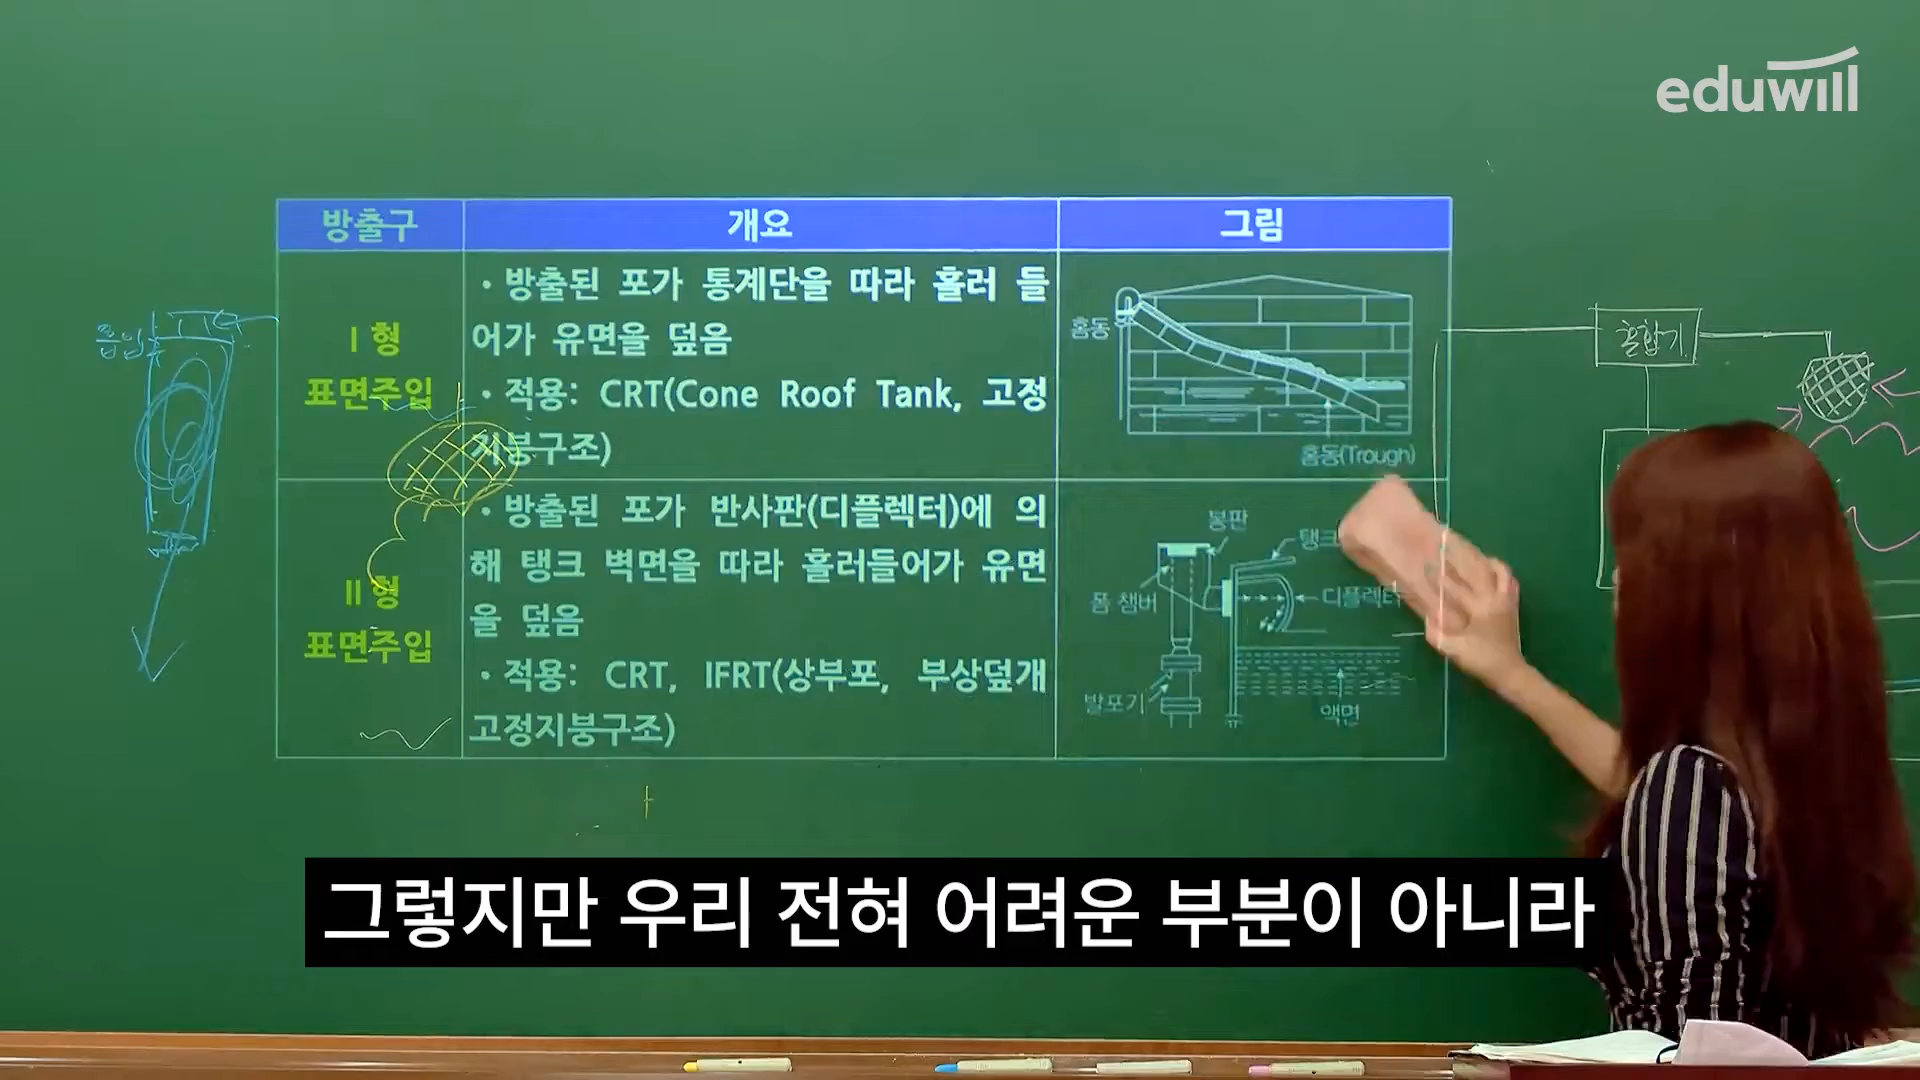 eduwill
방출구 개요 그림
Ⅰ형
표면주입
· 방출된 포가 통계단을 따라 흘러 들
어가 유면을 덮음
· 적용: CRT(Cone Roof Tank, 고정
지붕구조)
홈통
홈통(Trough)
Ⅱ형
표면주입
· 방출된 포가 반사판(디플렉터)에 의
해 탱크 벽면을 따라 흘러들어가 유면
을 덮음
· 적용: CRT, IFRT(상부포, 부상덮개
고정지붕구조)
봉판
탱크
폼 챔버
디플렉터
발포기
액면
흡입
혼합기
그렇지만 우리 전혀 어려운 부분이 아니라